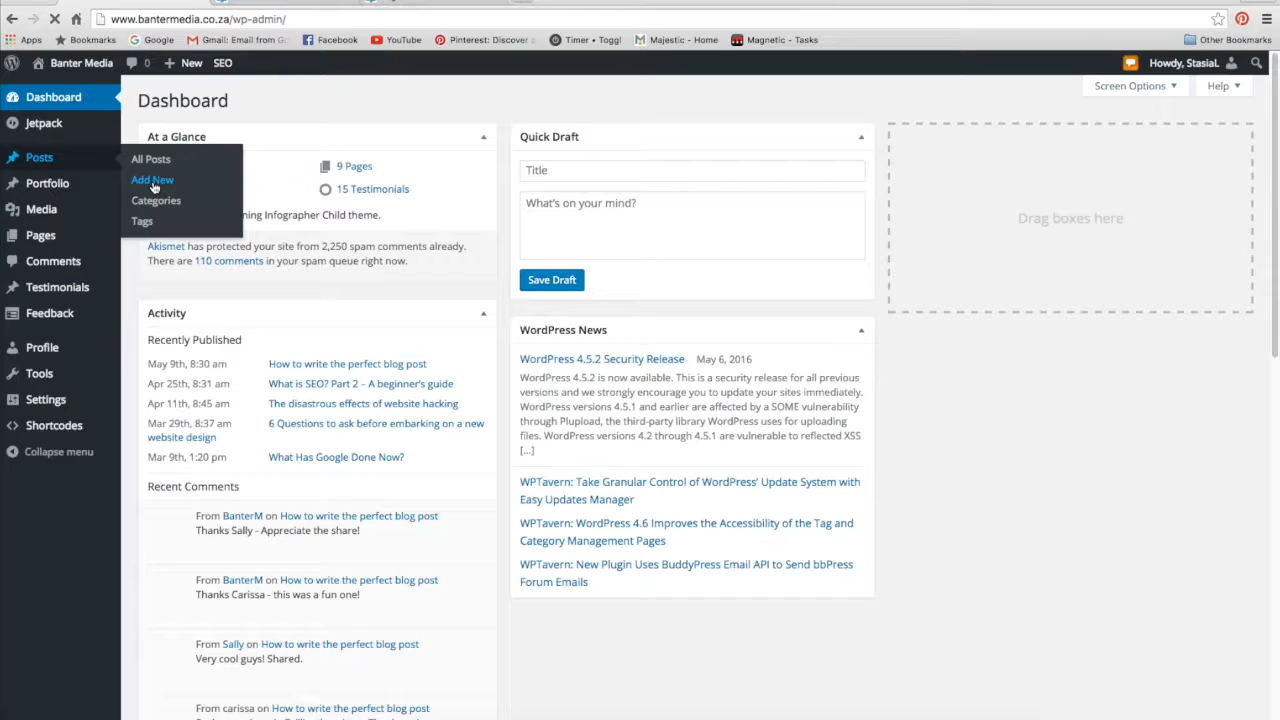 www.bantermedia.co.za/wp-admin/
Apps Bookmarks Google Gmail: Email from Go Facebook YouTube Pinterest: Discover Timer • Toggl Majestic - Home Magnetic - Tasks Other Bookmarks
Banter Media 0 New SEO Howdy, StasiaL
Screen Options Help
Dashboard
Jetpack
Posts
All Posts
Add New
Categories
Tags
Portfolio
Media
Pages
Comments
Testimonials
Feedback
Profile
Tools
Settings
Shortcodes
Collapse menu
Dashboard
At a Glance
9 Pages
15 Testimonials
Infographer Child theme.
Akismet has protected your site from 2,250 spam comments already.
There are 110 comments in your spam queue right now.
Activity
Recently Published
May 9th, 8:30 am How to write the perfect blog post
Apr 25th, 8:31 am What is SEO? Part 2 – A beginner's guide
Apr 11th, 8:45 am The disastrous effects of website hacking
Mar 29th, 8:37 am 6 Questions to ask before embarking on a new
website design
Mar 9th, 1:20 pm What Has Google Done Now?
Recent Comments
From BanterM on How to write the perfect blog post
Thanks Sally - Appreciate the share!
From BanterM on How to write the perfect blog post
Thanks Carissa - this was a fun one!
From Sally on How to write the perfect blog post
Very cool guys! Shared.
From carissa on How to write the perfect blog post
Quick Draft
Title
What's on your mind?
Save Draft
WordPress News
WordPress 4.5.2 Security Release May 6, 2016
WordPress 4.5.2 is now available. This is a security release for all previous
versions and we strongly encourage you to update your sites immediately.
WordPress versions 4.5.1 and earlier are affected by a SOME vulnerability
through Plupload, the third-party library WordPress uses for uploading
files. WordPress versions 4.2 through 4.5.1 are vulnerable to reflected XSS
[...]
WPTavern: Take Granular Control of WordPress' Update System with
Easy Updates Manager
WPTavern: WordPress 4.6 Improves the Accessibility of the Tag and
Category Management Pages
WPTavern: New Plugin Uses BuddyPress Email API to Send bbPress
Forum Emails
Drag boxes here